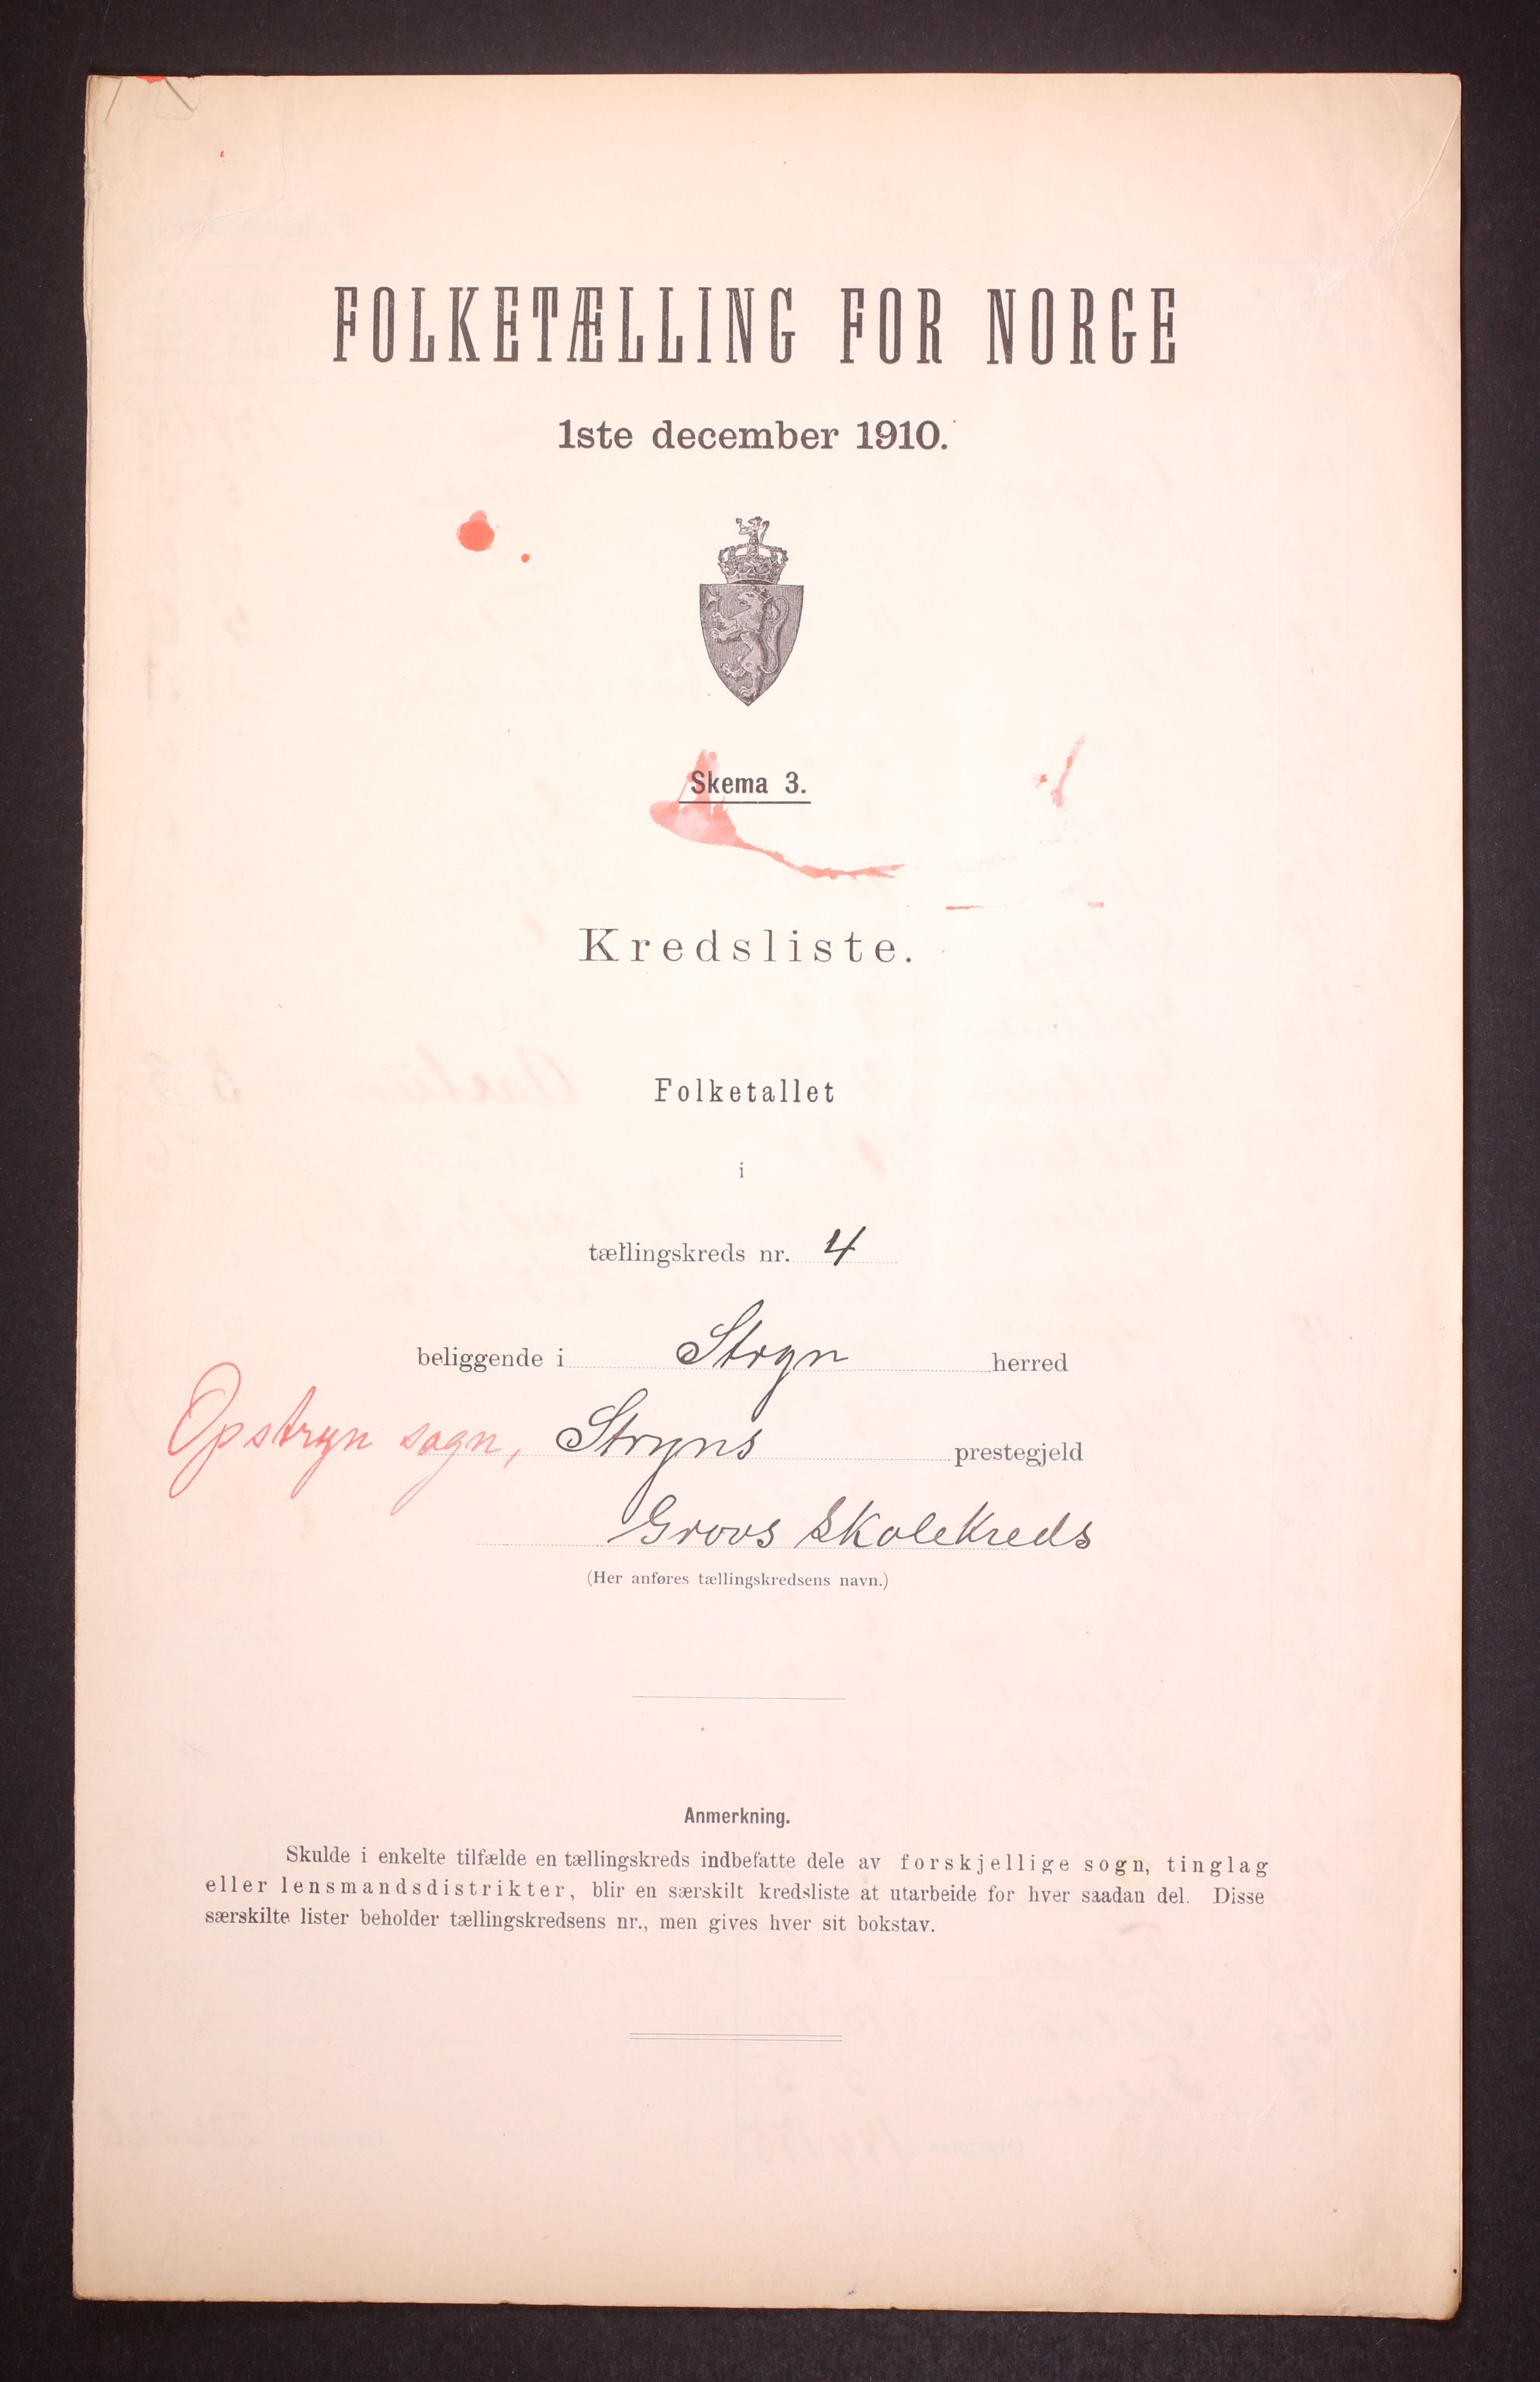 FOLKETÆLLING FOR NORGE
1ste december 1910.
Skema 3.
Kredsliste.
Folketallet
i
tællingskreds nr. 4
beliggende i Stryn herred
Opstryn sogn, Stryns prestegjeld
Grovs Skolekreds
(Her anføres tællingskredsens navn.)
Anmerkning.
Skulde i enkelte tilfælde en tællingskreds indbefatte dele av forskjellige sogn, tinglag
eller lensmandsdistrikter, blir en særskilt kredsliste at utarbeide for hver saadan del. Disse
særskilte lister beholder tællingskredsens nr., men gives hver sit bokstav.